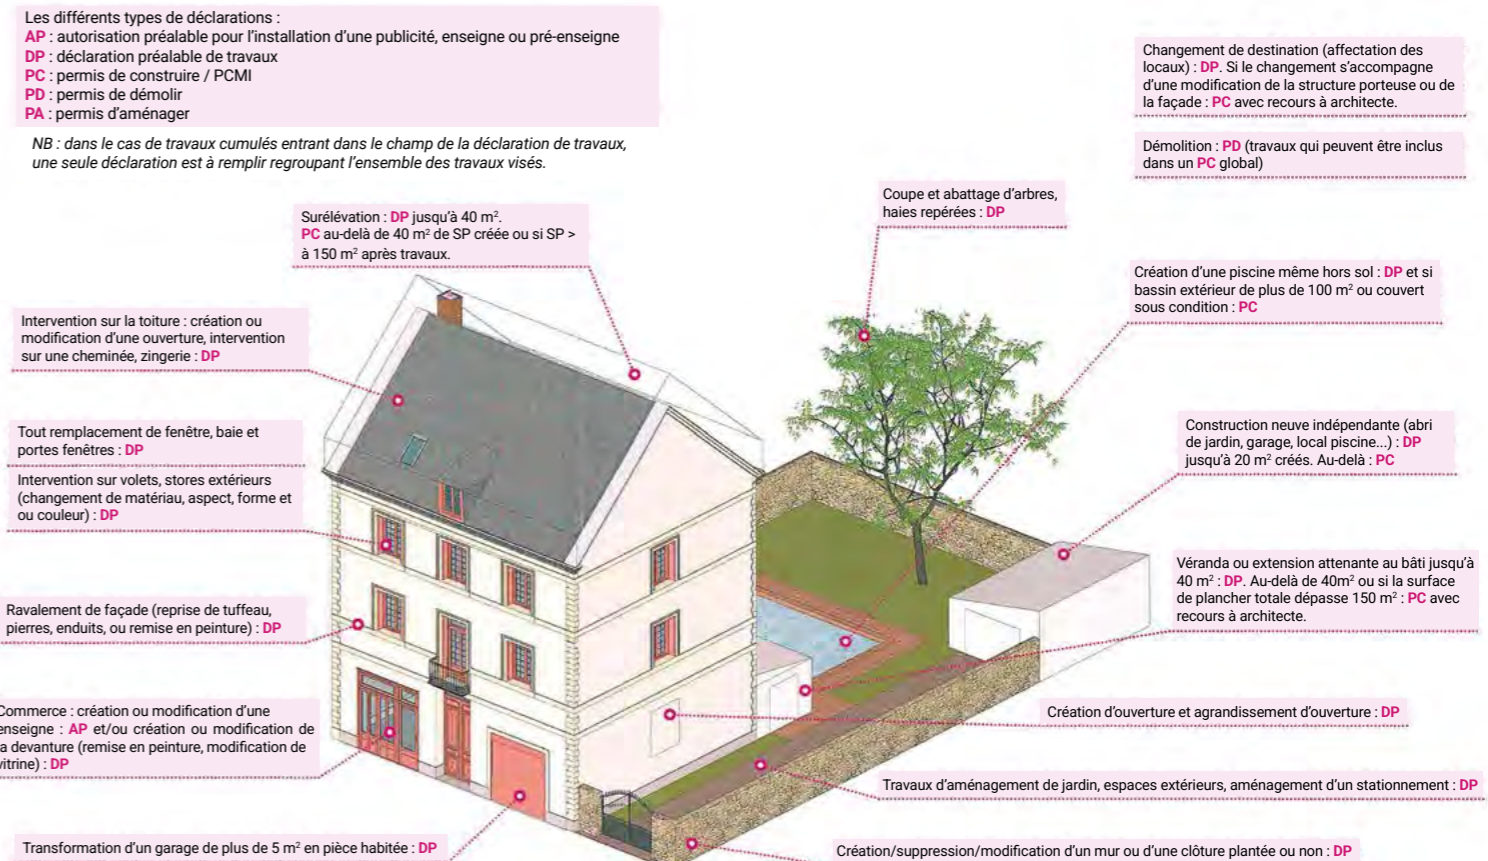 Les différents types de déclarations :
AP : autorisation préalable pour l'installation d'une publicité, enseigne ou pré-enseigne
DP : déclaration préalable de travaux
PC : permis de construire / PCMI
PD : permis de démolir
PA : permis d'aménager
NB : dans le cas de travaux cumulés entrant dans le champ de la déclaration de travaux,
une seule déclaration est à remplir regroupant l'ensemble des travaux visés.
Changement de destination (affectation des
locaux) : DP. Si le changement s'accompagne
d'une modification de la structure porteuse ou de
la façade : PC avec recours à architecte.
Démolition : PD (travaux qui peuvent être inclus
dans un PC global)
Surélévation : DP jusqu'à 40 m².
PC au-delà de 40 m² de SP créée ou si SP >
à 150 m² après travaux.
Coupe et abattage d'arbres,
haies repérées : DP
Création d'une piscine même hors sol : DP et si
bassin extérieur de plus de 100 m² ou couvert
sous condition : PC
Intervention sur la toiture : création ou
modification d'une ouverture, intervention
sur une cheminée, zingerie : DP
Tout remplacement de fenêtre, baie et
portes fenêtres : DP
Intervention sur volets, stores extérieurs
(changement de matériau, aspect, forme et
ou couleur) : DP
Construction neuve indépendante (abri
de jardin, garage, local piscine...) : DP
jusqu'à 20 m² créés. Au-delà : PC
Véranda ou extension attenante au bâti jusqu'à
40 m² : DP. Au-delà de 40m² ou si la surface
de plancher totale dépasse 150 m² : PC avec
recours à architecte.
Ravalement de façade (reprise de tuffeau,
pierres, enduits, ou remise en peinture) : DP
Commerce : création ou modification d'une
enseigne : AP et/ou création ou modification de
la devanture (remise en peinture, modification de
vitrine) : DP
Création d'ouverture et agrandissement d'ouverture : DP
Travaux d'aménagement de jardin, espaces extérieurs, aménagement d'un stationnement : DP
Transformation d'un garage de plus de 5 m² en pièce habitée : DP
Création/suppression/modification d'un mur ou d'une clôture plantée ou non : DP